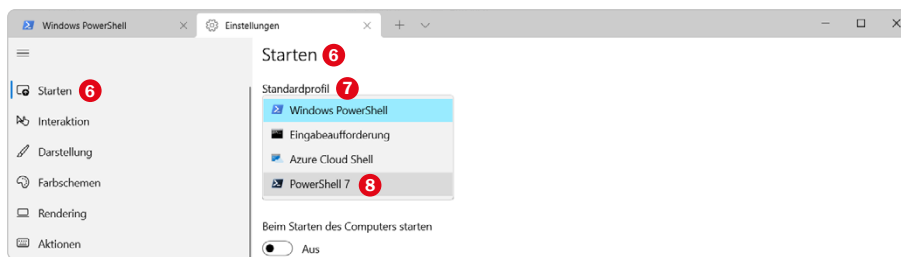 Windows PowerShell
Einstellungen
Starten 6
Starten 6
Interaktion
Darstellung
Farbschemen
Rendering
Aktionen
Standardprofil 7
Windows PowerShell
Eingabeaufforderung
Azure Cloud Shell
PowerShell 7 8
Beim Starten des Computers starten
Aus